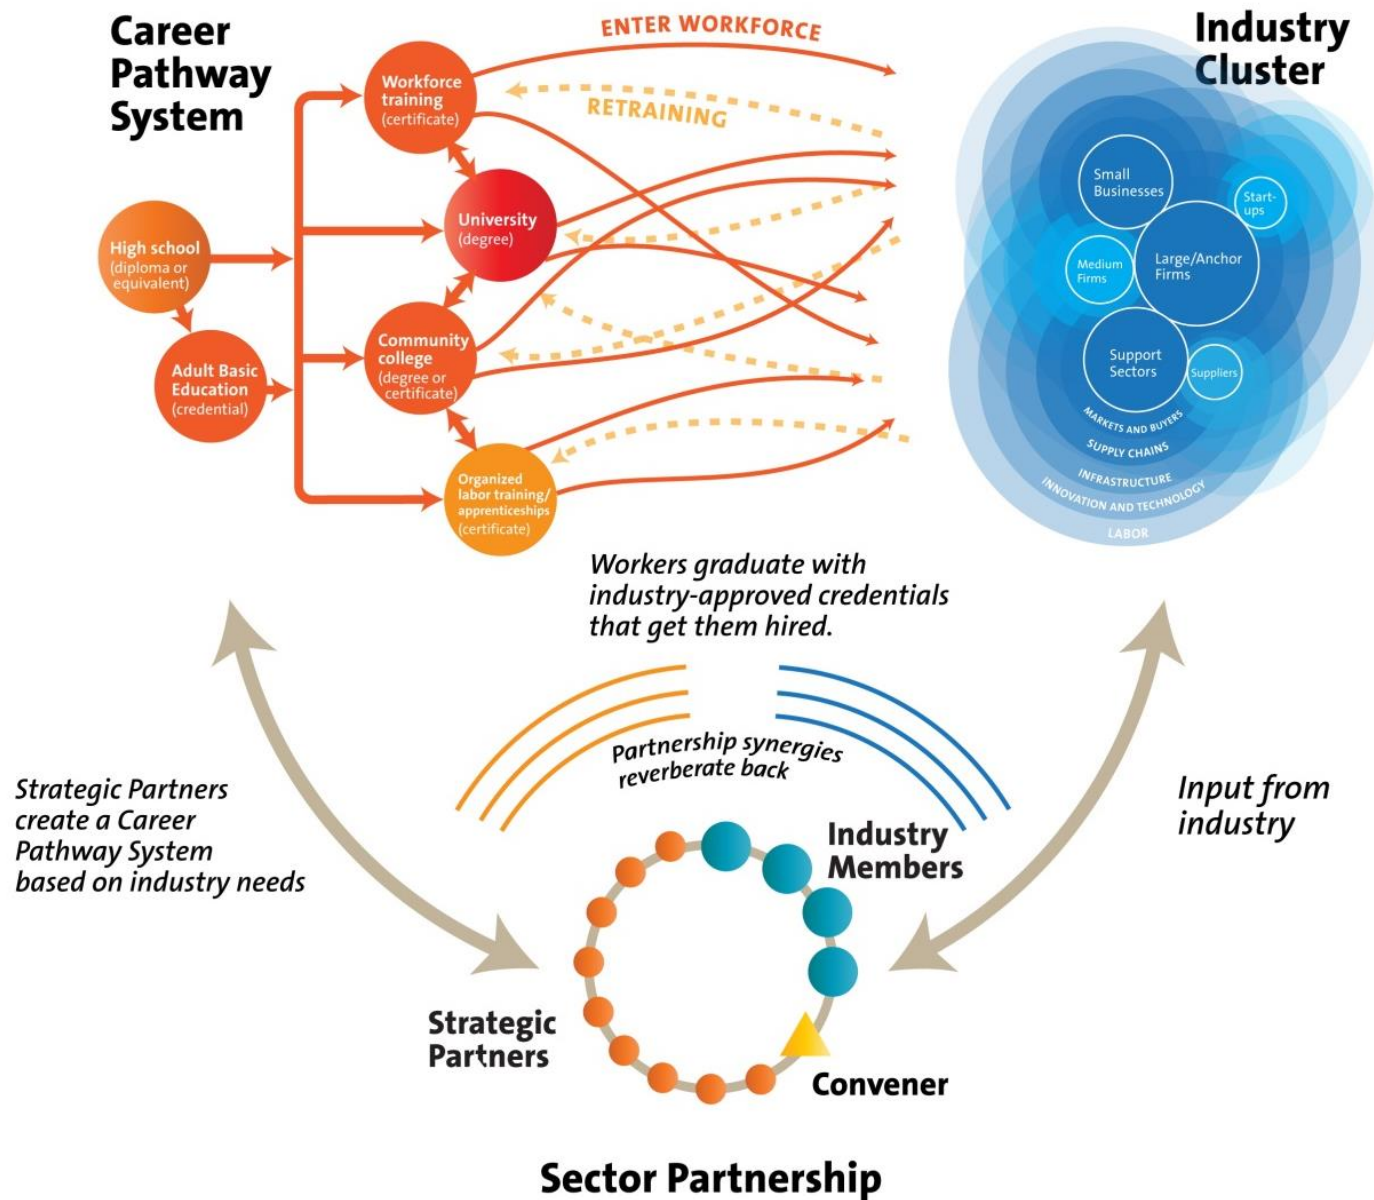 Career
Pathway
System
ENTER WORKFORCE
RETRAINING
Industry
Cluster
Workforce
training
(certificate)
University
(degree)
High school
(diploma or
equivalent)
Adult Basic
Education
(credential)
Community
college
(degree or
certificate)
Organized
labor training/
apprenticeships
(certificate)
Small
Businesses
Start-
ups
Medium
Firms
Large/Anchor
Firms
Support
Sectors
Suppliers
MARKETS AND BUYERS
SUPPLY CHAINS
INFRASTRUCTURE
INNOVATION AND TECHNOLOGY
LABOR
Workers graduate with
industry-approved credentials
that get them hired.
Partnership synergies
reverberate back
Strategic Partners
create a Career
Pathway System
based on industry needs
Input from
industry
Industry
Members
Strategic
Partners
Convener
Sector Partnership